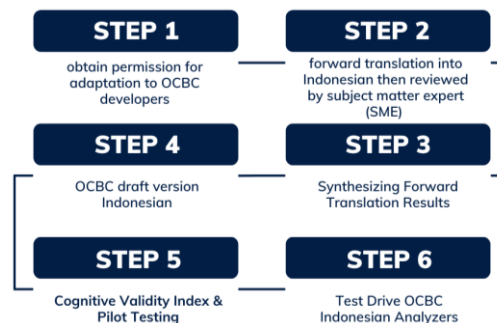 STEP 1
obtain permission for
adaptation to OCBC
developers
STEP 2
forward translation into
Indonesian then reviewed
by subject matter expert
(SME)
STEP 4
OCBC draft version
Indonesian
STEP 3
Synthesizing Forward
Translation Results
STEP 5
Cognitive Validity Index &
Pilot Testing
STEP 6
Test Drive OCBC
Indonesian Analyzers